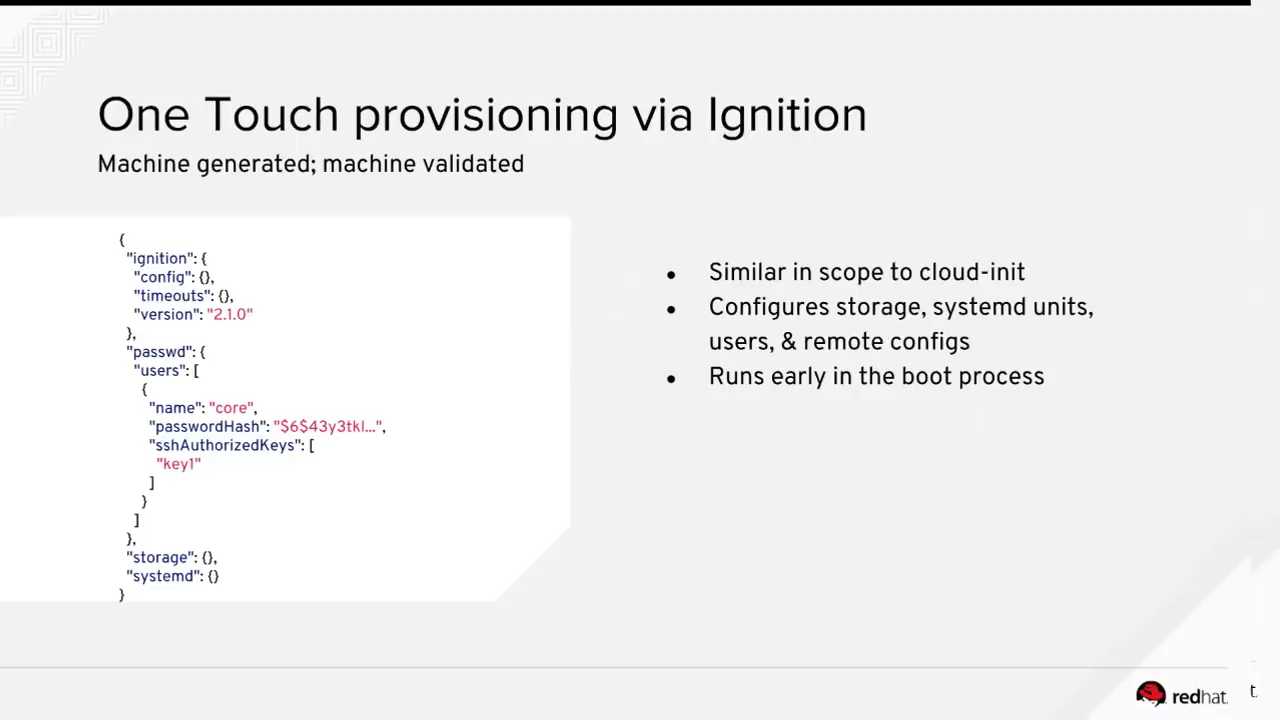 One Touch provisioning via Ignition
Machine generated; machine validated
{
"ignition": {
"config": {},
"timeouts": {},
"version": "2.1.0"
},
"passwd": {
"users": [
{
"name": "core",
"passwordHash": "$6$43y3tkl...",
"sshAuthorizedKeys": [
"key1"
]
}
]
},
"storage": {},
"systemd": {}
}
● Similar in scope to cloud-init
● Configures storage, systemd units,
users, & remote configs
● Runs early in the boot process
redhat.
t.